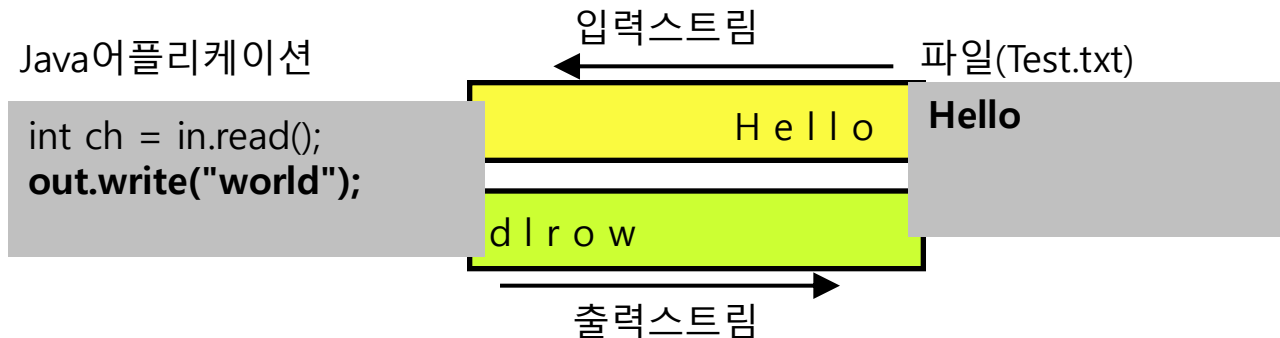 입력스트림
Java어플리케이션
파일(Test.txt)
int ch = in.read();
out.write("world");
H e l l o
Hello
d l r o w
출력스트림